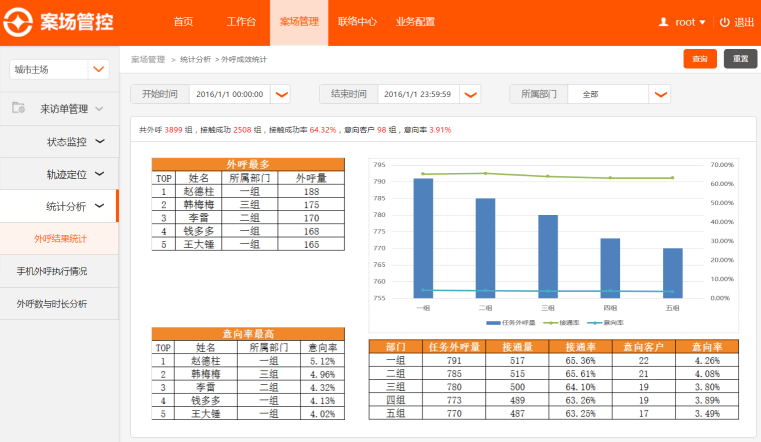 案场管控
首页 工作台 案场管理 联络中心 业务配置
root 退出
城市主场
来访单管理
状态监控
轨迹定位
统计分析
外呼结果统计
手机外呼执行情况
外呼数与时长分析
案场管理 > 统计分析 > 外呼成效统计
查询 重置
开始时间 2016/1/1 00:00:00 结束时间 2016/1/1 23:59:59 所属部门 全部
共外呼 3899 组，接触成功 2508 组，接触成功率 64.32%，意向客户 98 组，意向率 3.91%
外呼最多
TOP 姓名 所属部门 外呼量
1 赵德柱 一组 188
2 韩梅梅 三组 175
3 李雷 二组 170
4 钱多多 一组 168
5 王大锤 一组 165
795 790 785 780 775 770 765 760 755
70.00% 60.00% 50.00% 40.00% 30.00% 20.00% 10.00% 0.00%
一组 二组 三组 四组 五组
任务外呼量 接通率 意向率
意向率最高
TOP 姓名 所属部门 意向率
1 赵德柱 一组 5.12%
2 韩梅梅 三组 4.96%
3 李雷 二组 4.32%
4 钱多多 一组 4.13%
5 王大锤 一组 4.02%
部门 任务外呼量 接通量 接通率 意向客户 意向率
一组 791 517 65.36% 22 4.26%
二组 785 515 65.61% 21 4.08%
三组 780 500 64.10% 19 3.80%
四组 773 489 63.26% 19 3.89%
五组 770 487 63.25% 17 3.49%